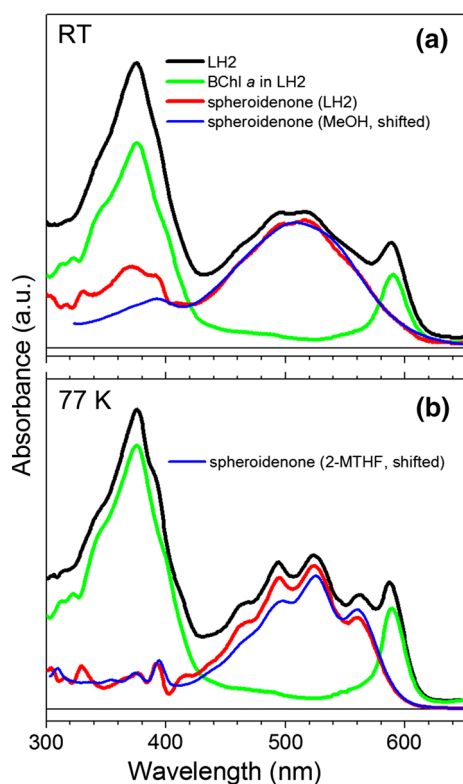 RT
(a)
LH2
BChl a in LH2
spheroidenone (LH2)
spheroidenone (MeOH, shifted)
77 K
(b)
spheroidenone (2-MTHF, shifted)
Absorbance (a.u.)
300 400 500 600
Wavelength (nm)